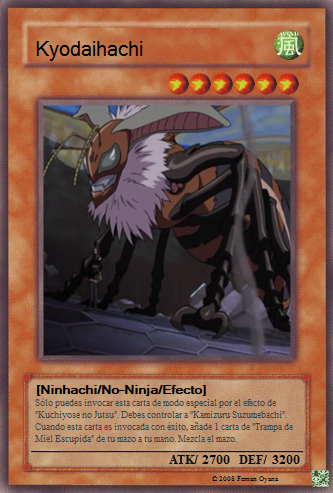 Kyodaihachi
風
[Ninhachi/No-Ninja/Efecto]
Sólo puedes invocar esta carta de modo especial por el efecto de
"Kuchiyose no Jutsu". Debes controlar a "Kamizuru Suzumebachi".
Cuando esta carta es invocada con éxito, añade 1 carta de "Trampa de
Miel Escupida" de tu mazo a tu mano. Mezcla el mazo.
ATK/ 2700 DEF/ 3200
©2008 Ferran Oyana